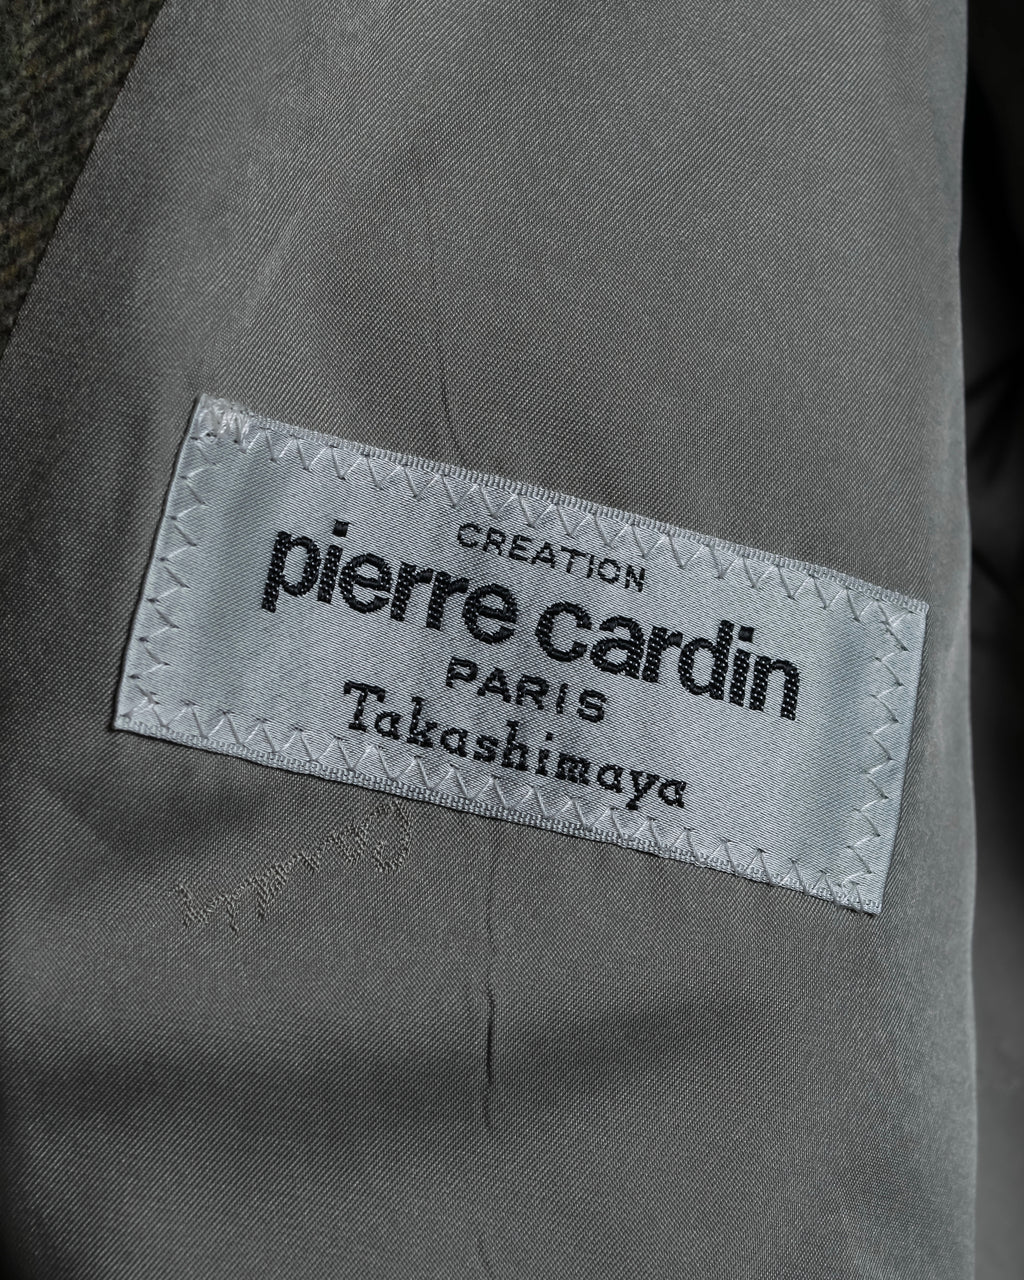 CREATION
pierre cardin
PARIS
Takashimaya